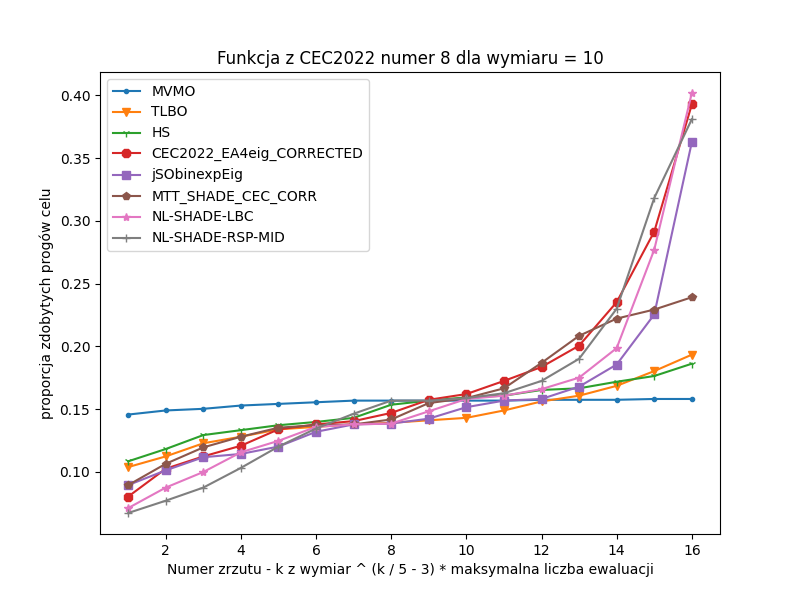 Funkcja z CEC2022 numer 8 dla wymiaru = 10
MVMO
TLBO
HS
CEC2022_EA4eig_CORRECTED
jSObinexpEig
MTT_SHADE_CEC_CORR
NL-SHADE-LBC
NL-SHADE-RSP-MID
proporcja zdobytych progów celu
0.40
0.35
0.30
0.25
0.20
0.15
0.10
2 4 6 8 10 12 14 16
Numer zrzutu - k z wymiar ^ (k / 5 - 3) * maksymalna liczba ewaluacji